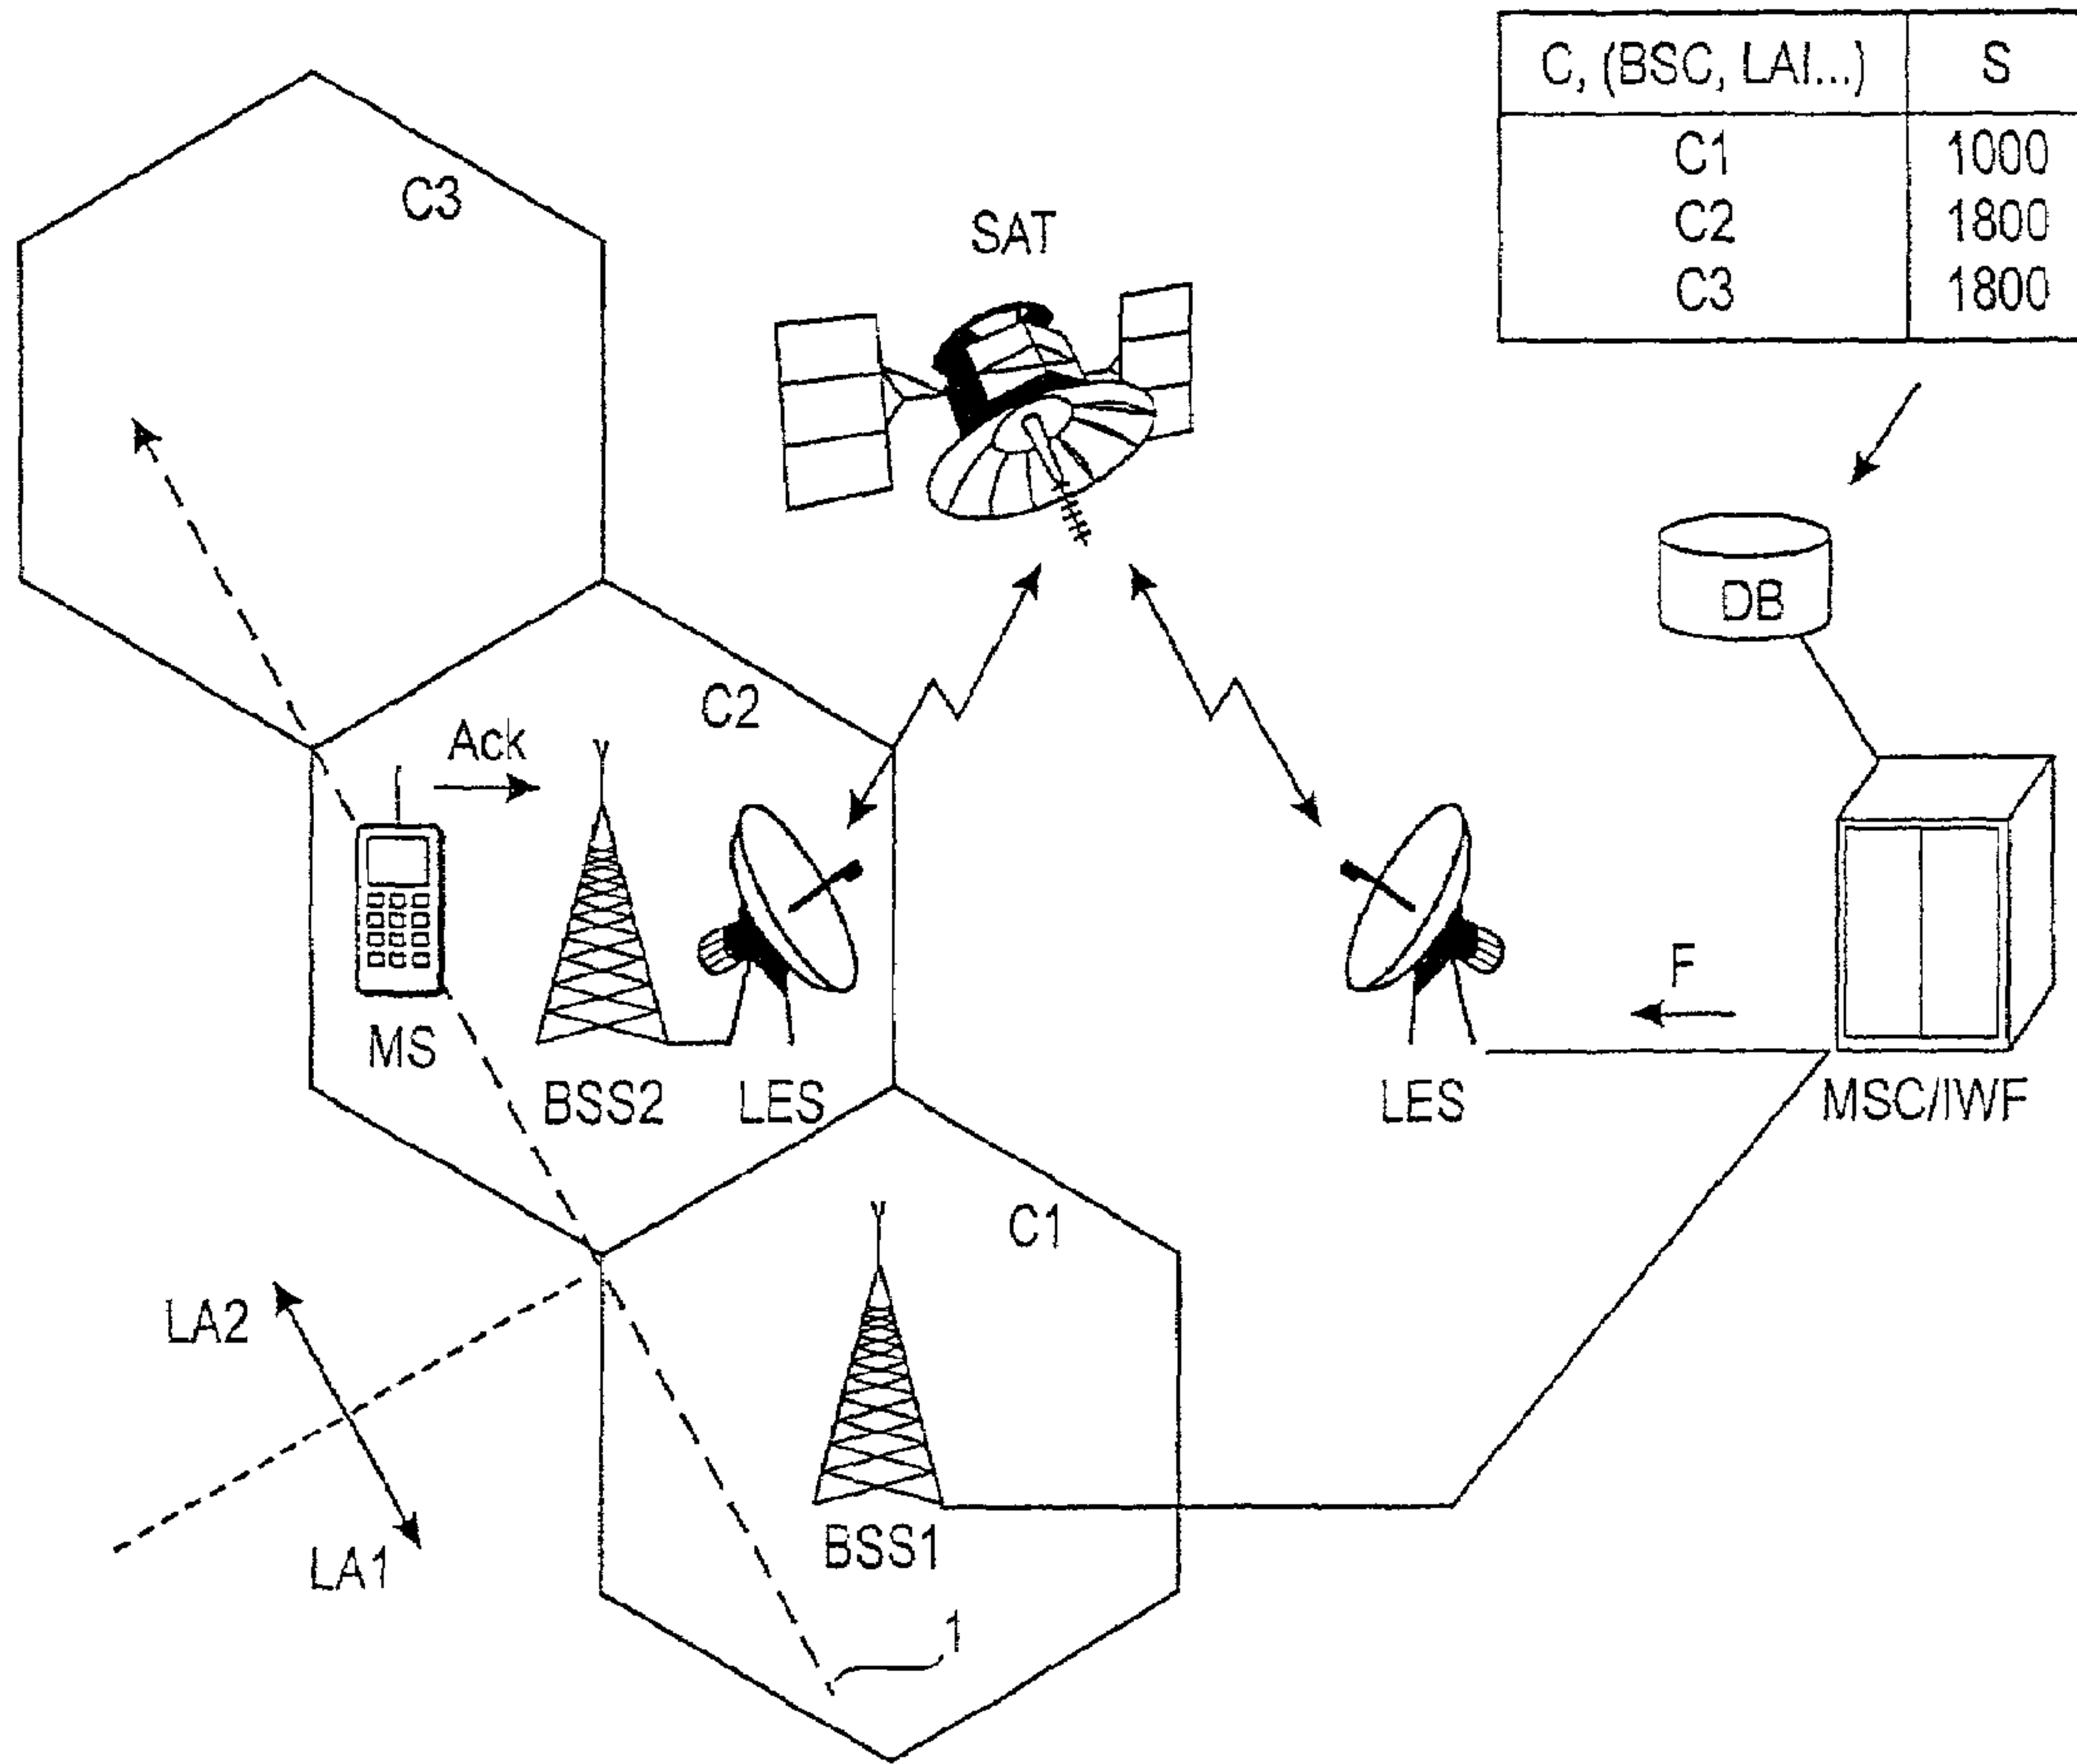 C, (BSC, LAI...) S
C1 1000
C2 1800
C3 1800
C3
SAT
DB
C2
Ack
F
MS
BSS2
LES
LES
MSC/IWF
C1
LA2
LA1
BSS1
1